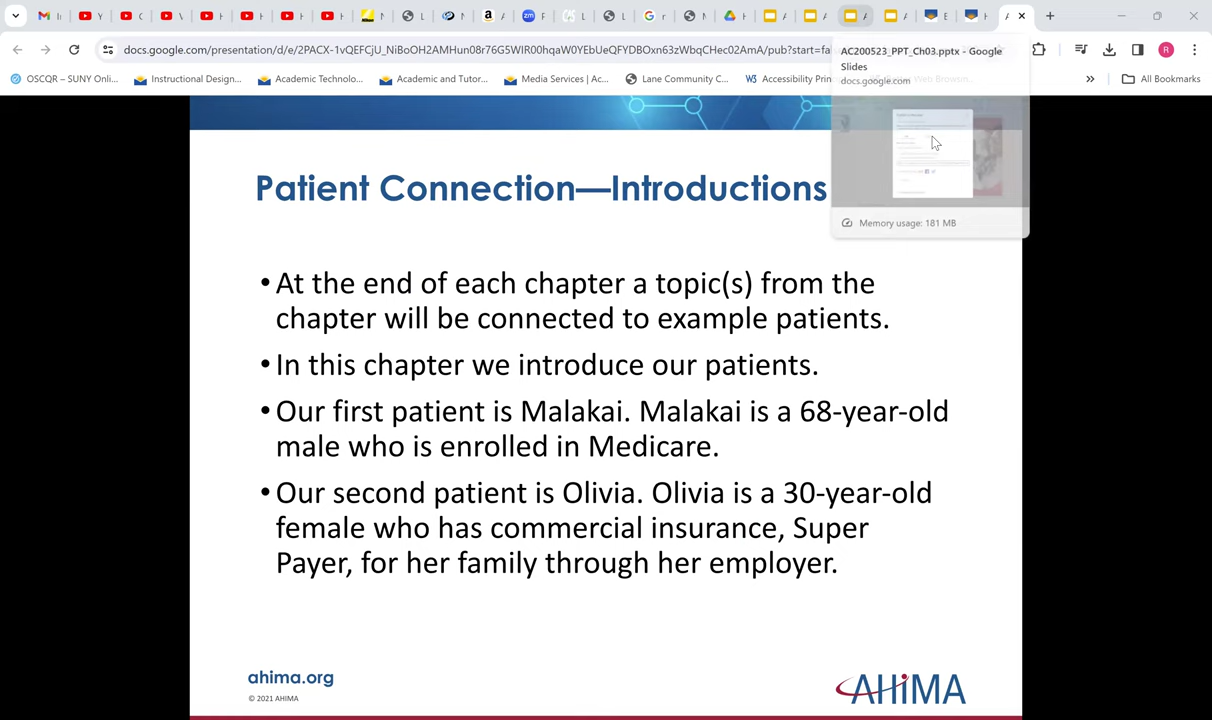 docs.google.com/presentation/d/e/2PACX-1vQEFCjU_NiBoOH2AMHun08r76G5WIR00hqaW0YEbUeQFYDBOxn63zWbqCHec02AmA/pub?start=fal
OSCQR – SUNY Onli...
Instructional Design...
Academic Technolo...
Academic and Tutor...
Media Services | Ac...
Lane Community C...
Accessibility Prin
All Bookmarks
AC200523_PPT_Ch03.pptx - Google
Slides
docs.google.com
Memory usage: 181 MB
Patient Connection—Introductions
•At the end of each chapter a topic(s) from the
chapter will be connected to example patients.
•In this chapter we introduce our patients.
•Our first patient is Malakai. Malakai is a 68-year-old
male who is enrolled in Medicare.
•Our second patient is Olivia. Olivia is a 30-year-old
female who has commercial insurance, Super
Payer, for her family through her employer.
ahima.org
© 2021 AHIMA
AHiMA